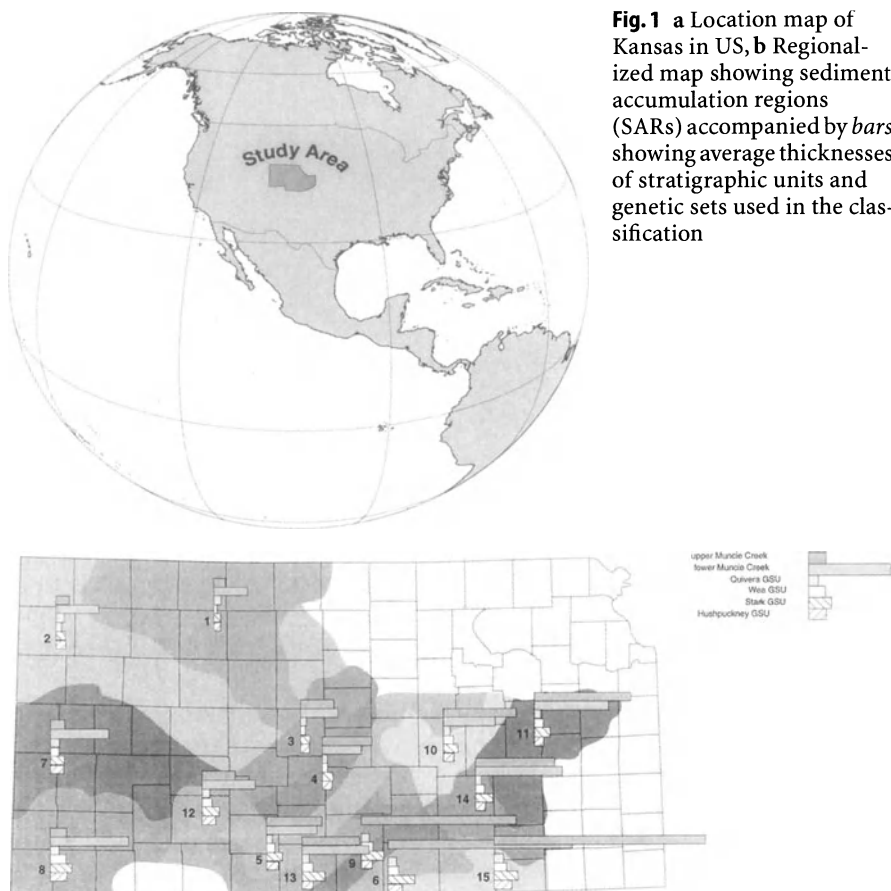 Fig. 1 a Location map of
Kansas in US, b Regional-
ized map showing sediment
accumulation regions
(SARs) accompanied by bars
showing average thicknesses
of stratigraphic units and
genetic sets used in the clas-
sification
Study Area
upper Muncie Creek
lower Muncie Creek
Quivera GSU
Wea GSU
Stark GSU
Hushpuckney GSU
1
2
3
10
11
7
4
12
14
5
9
8
13
6
15